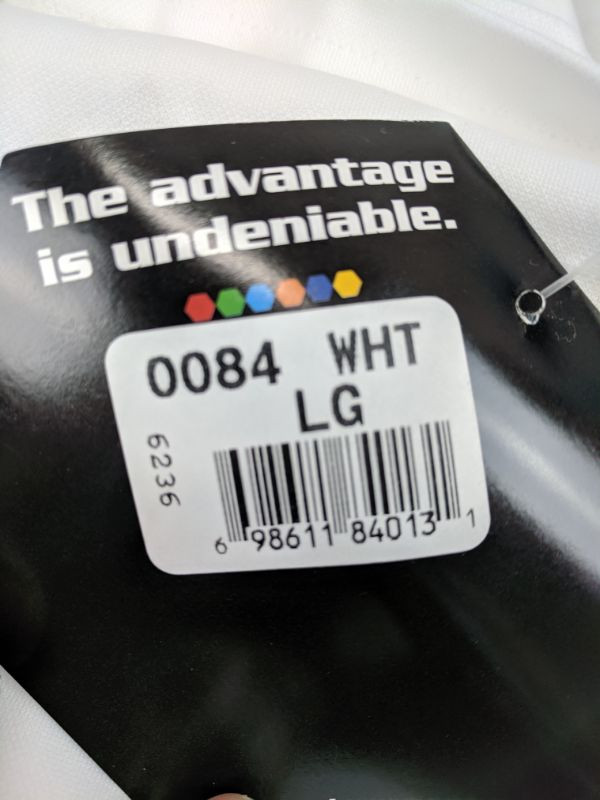 The advantage
is undeniable.
0084 WHT
LG
6236
6 98611 84013 1